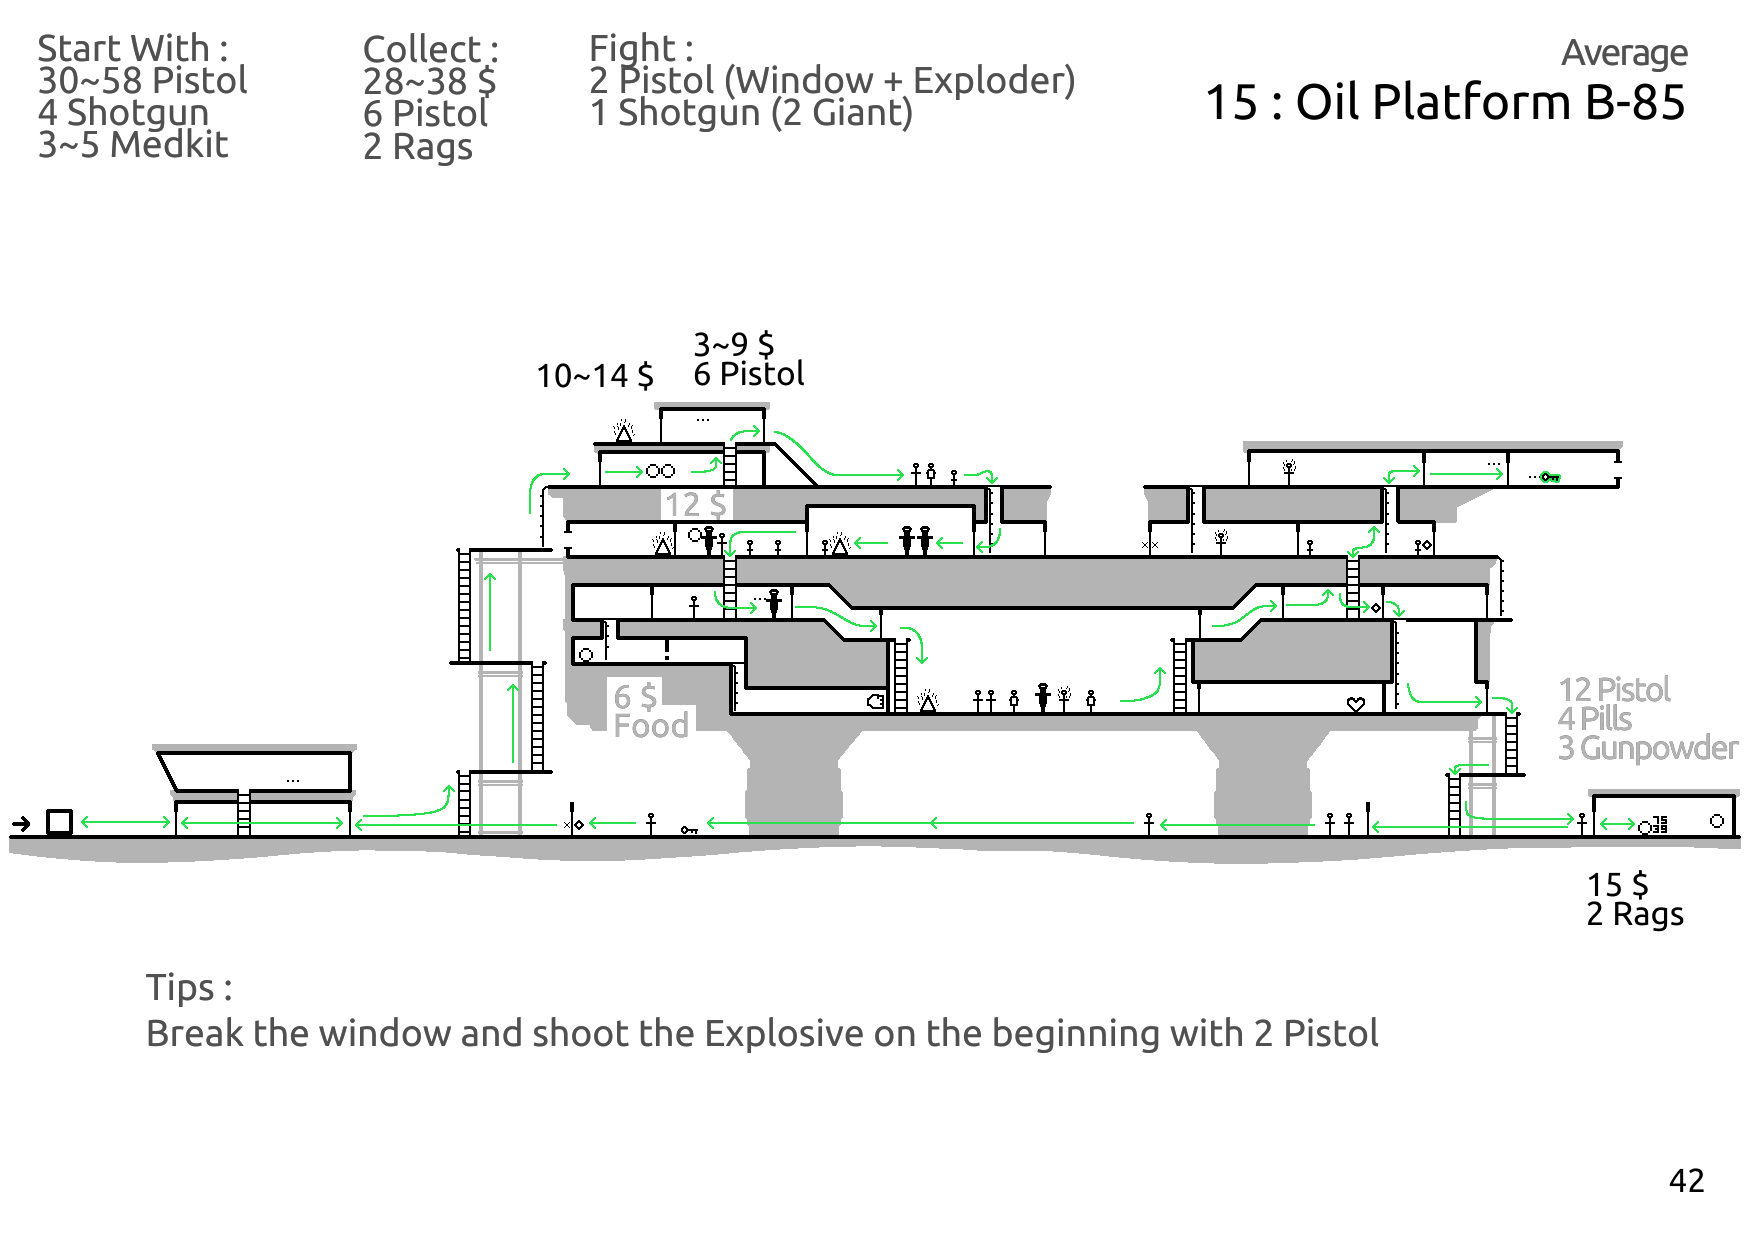 Start With :
30~58 Pistol
4 Shotgun
3~5 Medkit
Collect :
28~38 $
6 Pistol
2 Rags
Fight :
2 Pistol (Window + Exploder)
1 Shotgun (2 Giant)
Average
15 : Oil Platform B-85
3~9 $
6 Pistol
10~14 $
12 $
6 $
Food
12 Pistol
4 Pills
3 Gunpowder
15 $
2 Rags
Tips :
Break the window and shoot the Explosive on the beginning with 2 Pistol
42